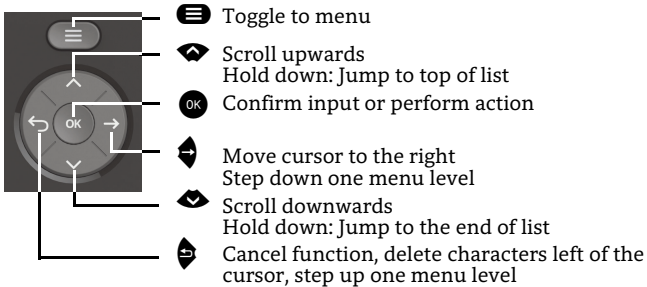 Toggle to menu
Scroll upwards
Hold down: Jump to top of list
OK Confirm input or perform action
OK
Move cursor to the right
Step down one menu level
Scroll downwards
Hold down: Jump to the end of list
Cancel function, delete characters left of the
cursor, step up one menu level